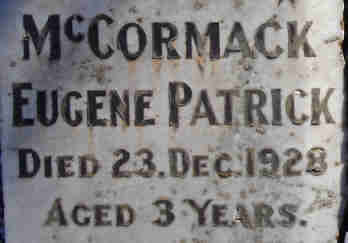 McCORMACK
EUGENE PATRICK
DIED 23. DEC. 1928
AGED 3 YEARS.